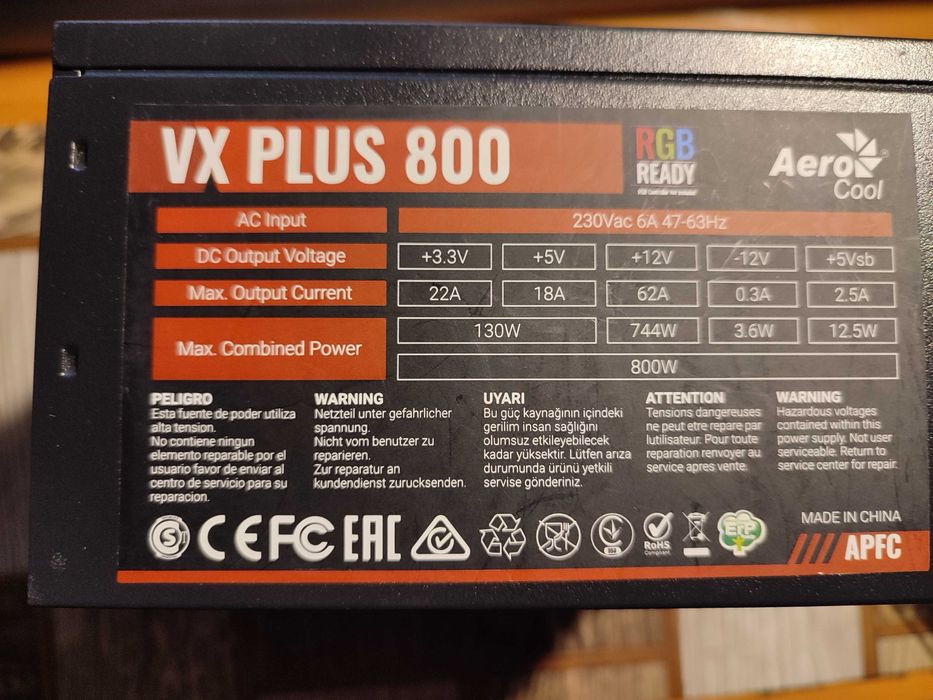 VX PLUS 800
RGB
READY
Aero
Cool
AC Input
230Vac 6A 47-63Hz
DC Output Voltage
+3.3V
+5V
+12V
-12V
+5Vsb
Max. Output Current
22A
18A
62A
0.3A
2.5A
Max. Combined Power
130W
744W
3.6W
12.5W
800W
PELIGRO
Esta fuente de poder utiliza
alta tension.
No contiene ningun
elemento reparable por el
usuario favor de enviar al
centro de servicio para su
reparacion.
WARNING
Netzteil unter gefahrlicher
spannung.
Nicht vom benutzer zu
reparieren.
Zur reparatur an
kundendienst zurucksenden.
UYARI
Bu güç kaynağının içindeki
gerilim insan sağlığını
olumsuz etkileyebilecek
kadar yüksektir. Lütfen arıza
durumunda ürünü yetkili
servise gönderiniz.
ATTENTION
Tensions dangereuses
ne peut etre repare par
lutilisateur. Pour toute
reparation renvoyer au
service apres vente.
WARNING
Hazardous voltages
contained within this
power supply. Not user
serviceable. Return to
service center for repair.
S
CE FC EAC
RoHS
Compliant
EFP
MADE IN CHINA
APFC